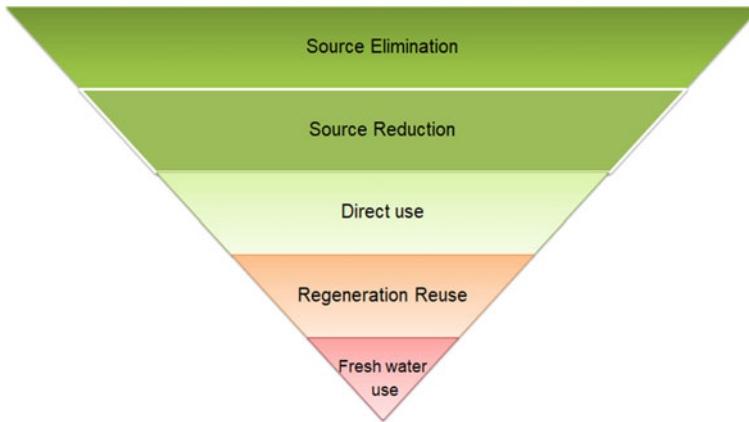 Source Elimination
Source Reduction
Direct use
Regeneration Reuse
Fresh water
use